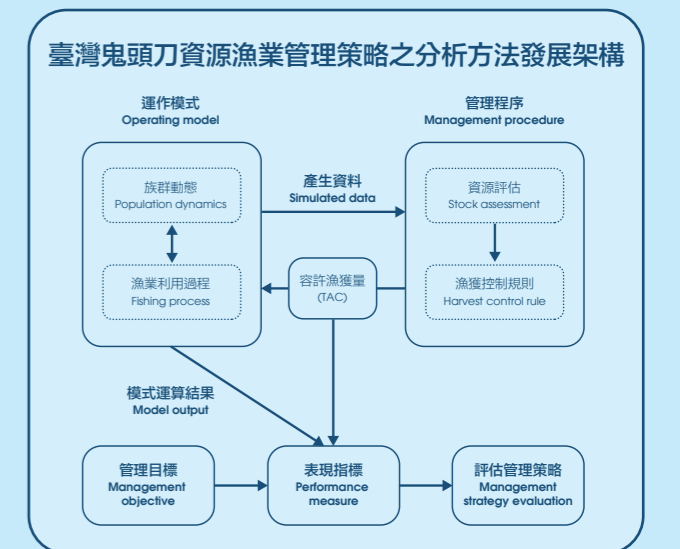 臺灣鬼頭刀資源漁業管理策略之分析方法發展架構
運作模式
Operating model
管理程序
Management procedure
族群動態
Population dynamics
產生資料
Simulated data
資源評估
Stock assessment
漁業利用過程
Fishing process
容許漁獲量
(TAC)
漁獲控制規則
Harvest control rule
模式運算結果
Model output
管理目標
Management
objective
表現指標
Performance
measure
評估管理策略
Management
strategy evaluation